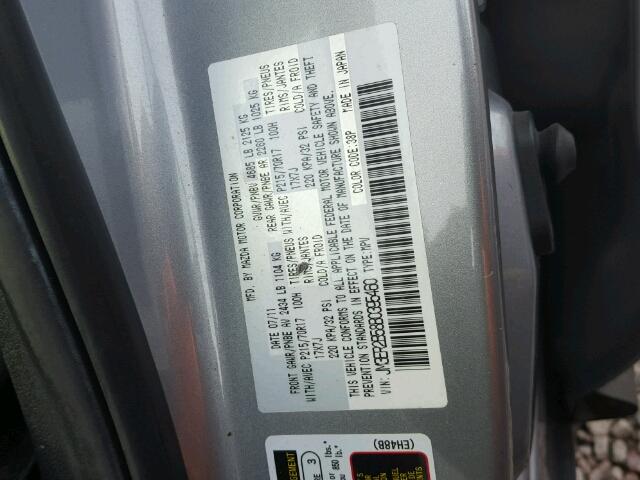 MFD. BY MAZDA MOTOR CORPORATION
DATE 07/11 GVWR/PNBV 4685 LB 2125 KG
FRONT GAWR/PNBE AV 2434 LB 1104 KG REAR GAWR/PNBE AR 2260 LB 1025 KG
WITH/AVEC P215/70R17 100H TIRES/PNEUS WITH/AVEC P215/70R17 100H TIRES/PNEUS
17X7J RIMS/JANTES 17X7J RIMS/JANTES
220 KPA/32 PSI COLD/A FROID 220 KPA/32 PSI COLD/A FROID
THIS VEHICLE CONFORMS TO ALL APPLICABLE FEDERAL MOTOR VEHICLE SAFETY AND THEFT
PREVENTION STANDARDS IN EFFECT ON THE DATE OF MANUFACTURE SHOWN ABOVE.
VIN: TYPE:MPV COLOR CODE:38P MADE IN JAPAN
(EH48B)
3
or 850 lbs.